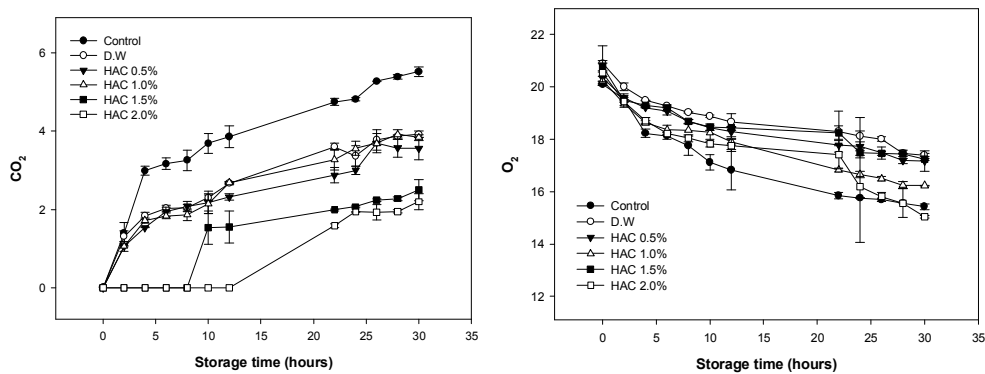 6
4
2
0
CO2
Control
D.W
HAC 0.5%
HAC 1.0%
HAC 1.5%
HAC 2.0%
0 5 10 15 20 25 30 35
Storage time (hours)
22
20
18
16
14
12
O2
Control
D.W
HAC 0.5%
HAC 1.0%
HAC 1.5%
HAC 2.0%
0 5 10 15 20 25 30 35
Storage time (hours)